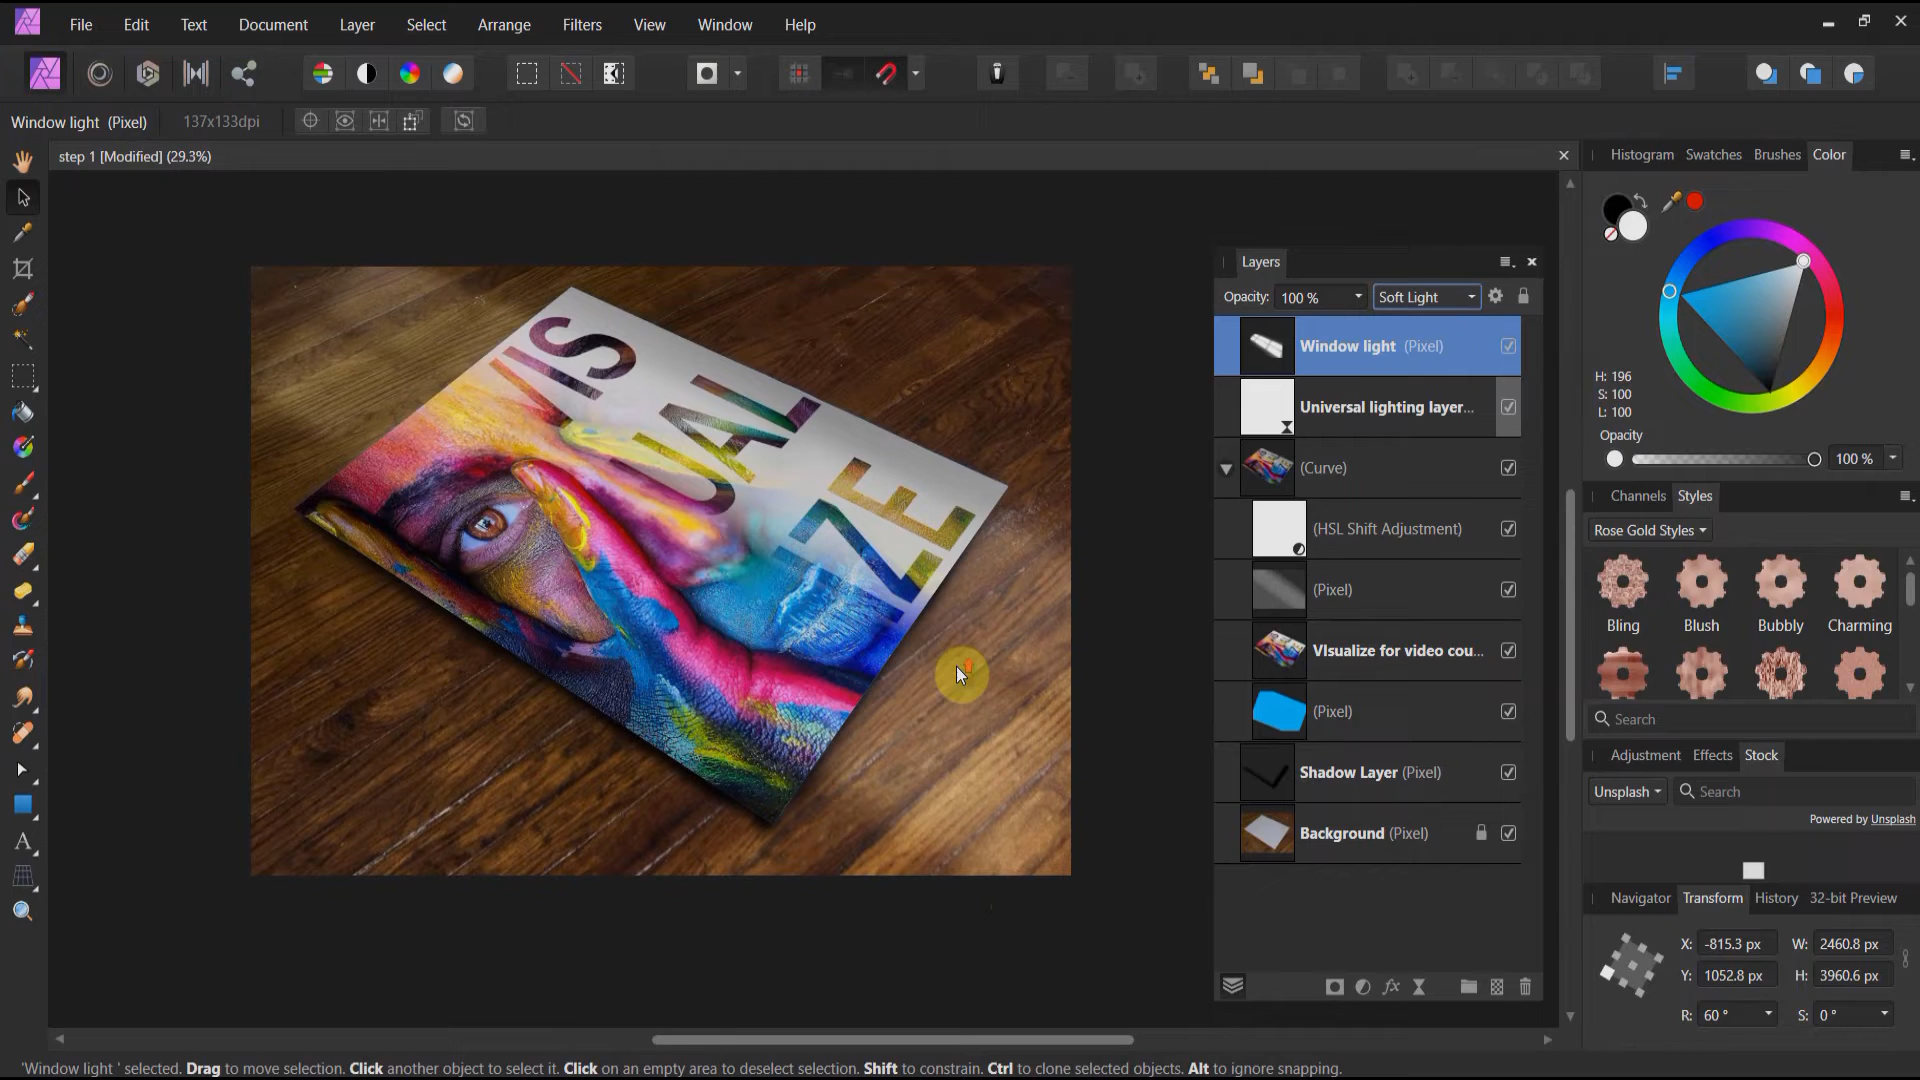 File Edit Text Document Layer Select Arrange Filters View Window Help
Window light (Pixel) 137x133dpi
step 1 [Modified] (29.3%)
Histogram Swatches Brushes Color
VIS
UAL
IZE
Layers
Opacity: 100 % Soft Light
Window light (Pixel)
Universal lighting layer...
(Curve)
(HSL Shift Adjustment)
(Pixel)
VIsualize for video cou...
(Pixel)
Shadow Layer (Pixel)
Background (Pixel)
H: 196
S: 100
L: 100
Opacity
100 %
Channels Styles
Rose Gold Styles
Bling Blush Bubbly Charming
Search
Adjustment Effects Stock
Unsplash Search
Powered by Unsplash
Navigator Transform History 32-bit Preview
X: -815.3 px W: 2460.8 px
Y: 1052.8 px H: 3960.6 px
R: 60 ° S: 0 °
'Window light ' selected. Drag to move selection. Click another object to select it. Click on an empty area to deselect selection. Shift to constrain. Ctrl to clone selected objects. Alt to ignore snapping.